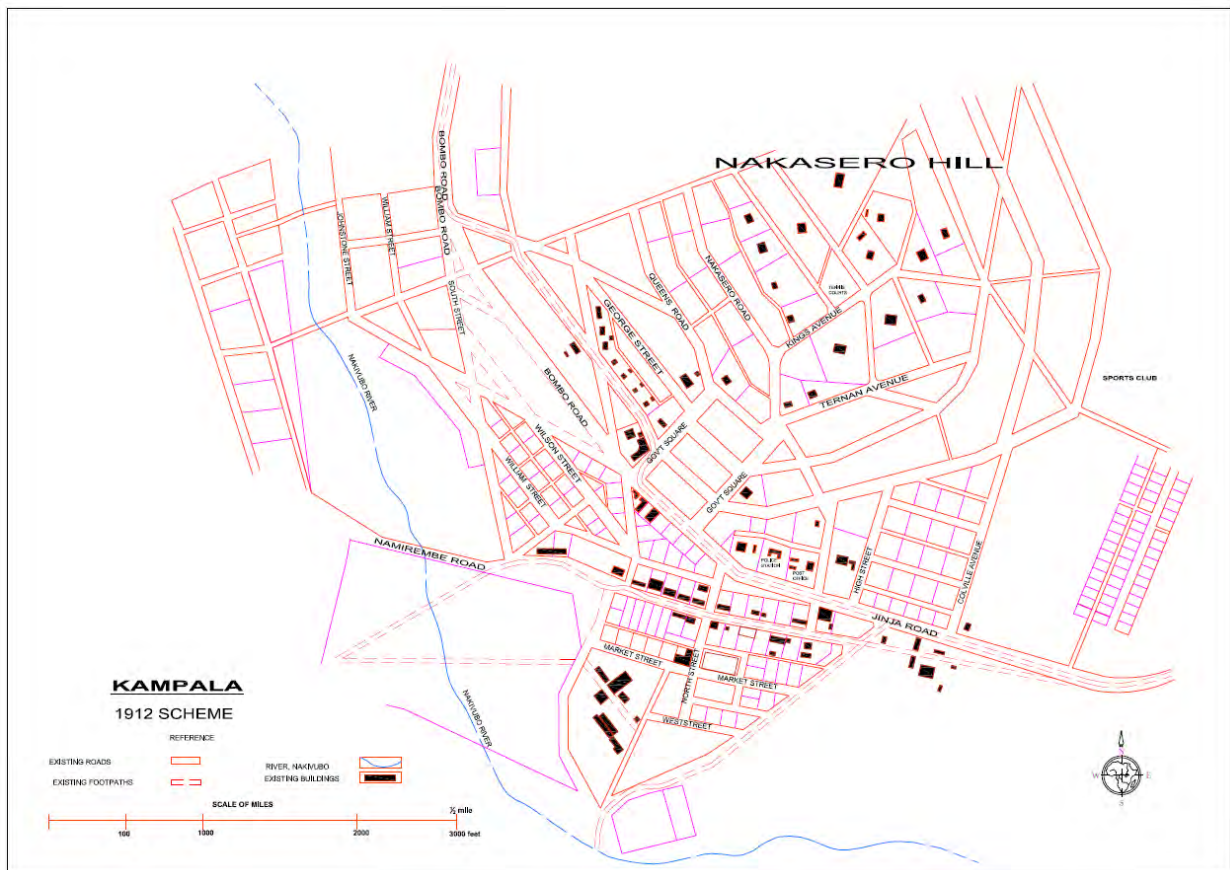 NAKASERO HILL
BOMBO ROAD
BOMBO ROAD
JOHNSTONE STREET
WILLIAM STREET
SOUTH STREET
QUEENS ROAD
NAKASERO ROAD
GEORGE STREET
COURTS
KINGS AVENUE
BOMBO ROAD
NAKIVUBO RIVER
TERNAN AVENUE
SPORTS CLUB
WILSON STREET
WILLIAM STREET
GOV'T SQUARE
GOV'T SQUARE
NAMIREMBE ROAD
POLICE
STATION
POST
OFFICE
HIGH STREET
COLVILLE AVENUE
JINJA ROAD
MARKET STREET
NORTH STREET
MARKET STREET
WESTSTREET
NAKIVUBO RIVER
KAMPALA
1912 SCHEME
REFERENCE
EXISTING ROADS
EXISTING FOOTPATHS
RIVER, NAKIVUBO
EXISTING BUILDINGS
SCALE OF MILES
½ mile
100
1000
2000
3000 feet
N
W
E
S